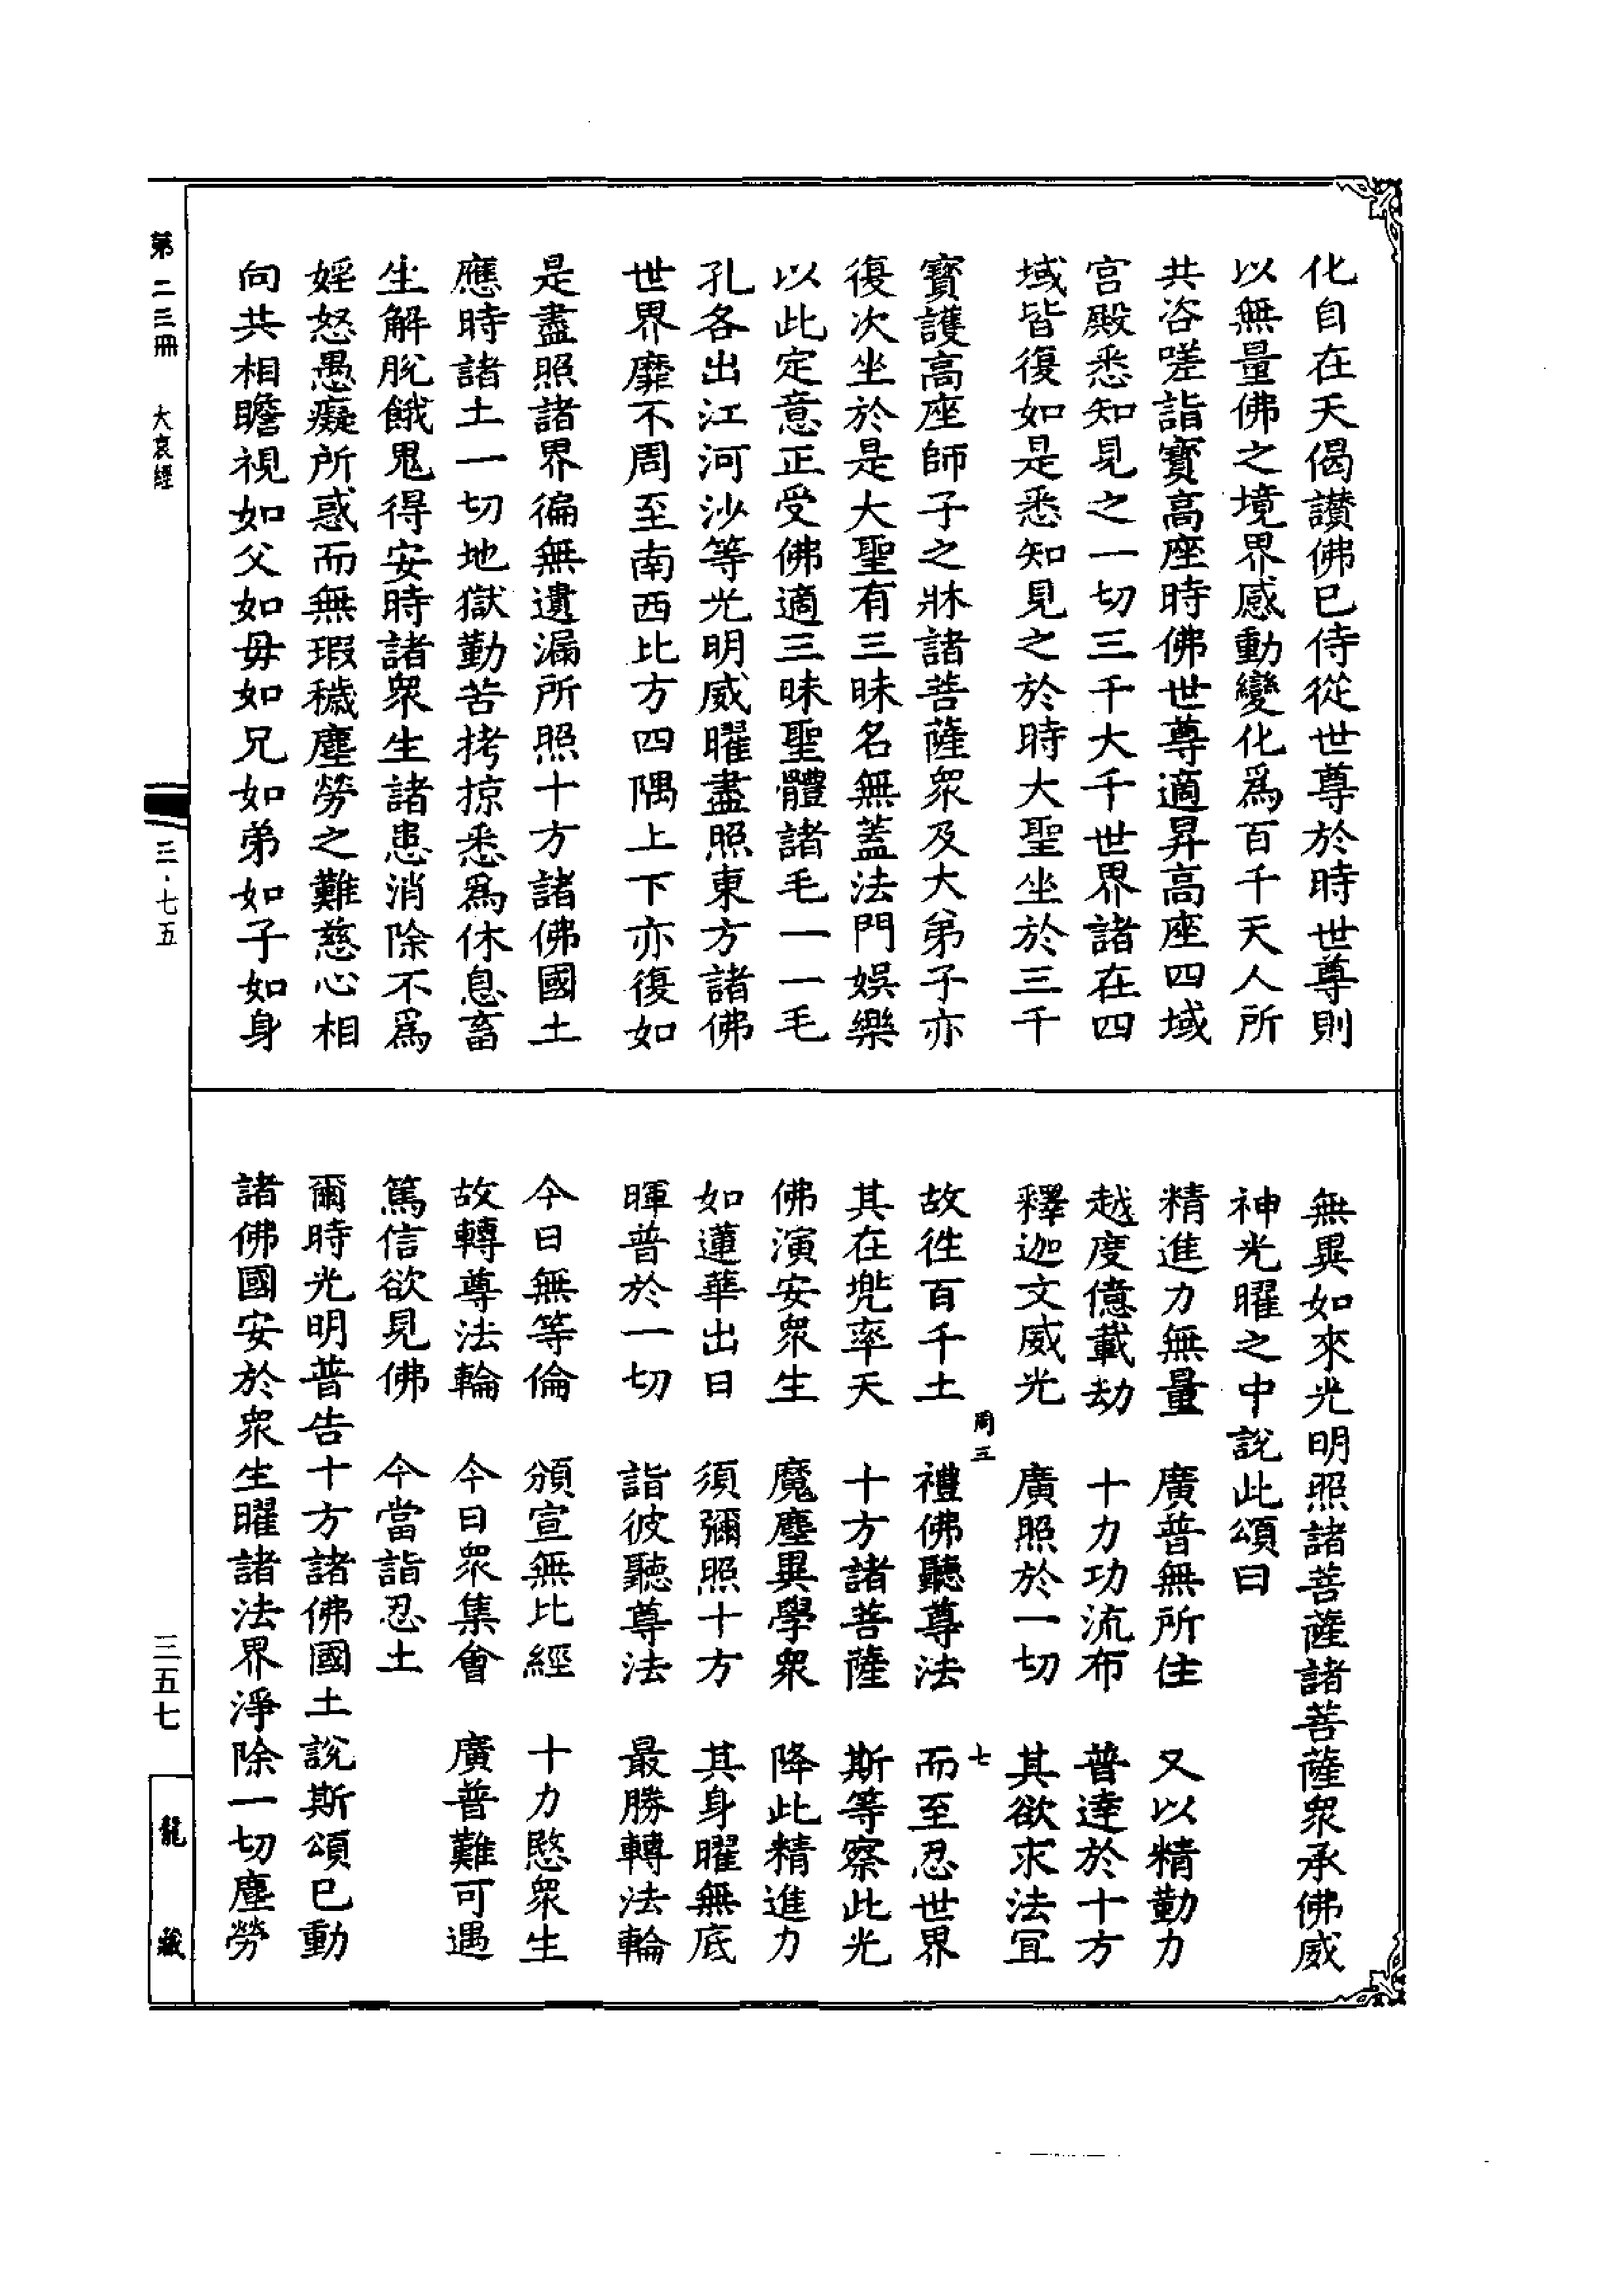 化自在天偈讃佛已侍從世尊於時世尊則
以無量佛之境界感動變化爲百千天人所
共咨嗟詣寶高座時佛世尊適昇高座四域
宫殿悉知見之一切三千大千世界諸在四
域皆復如是悉知見之於時大聖坐於三千
寶護高座師子之牀諸菩薩衆及大弟子亦
復次坐於是大聖有三昧名無蓋法門娯樂
以此定意正受佛適三昧聖體諸毛一一毛
孔各出江河沙等光明威曜盡照東方諸佛
世界靡不周至南西北方四隅上下亦復如
是盡照諸界徧無遺漏所照十方諸佛國土
應時諸土一切地獄勤苦拷掠悉爲休息畜
生解脫餓鬼得安時諸衆生諸患消除不爲
婬怒愚癡所惑而無瑕穢塵勞之難慈心相
向共相瞻視如父如母如兄如弟如子如身
無異如來光明照諸菩薩諸菩薩衆承佛威
神光曜之中說此頌曰
精進力無量　廣普無所住　又以精勤力
越度億載劫　十力功流布　普達於十方
釋迦文威光　廣照於一切　其欲求法冝
周三　七
故往百千土　禮佛聽尊法　而至忍世界
其在兜率天　十方諸菩薩　斯等察此光
佛演安衆生　魔塵異學衆　降此精進力
如蓮華出日　須彌照十方　其身曜無底
暉普於一切　詣彼聽尊法　最勝轉法輪
今日無等倫　頒宣無比經　十力愍衆生
故轉尊法輪　今日衆集會　廣普難可遇
篤信欲見佛　今當詣忍土
爾時光明普告十方諸佛國土說斯頌已動
諸佛國安於衆生曜諸法界淨除一切塵勞
第二三冊　大哀經
三·七五
三五七
龍藏